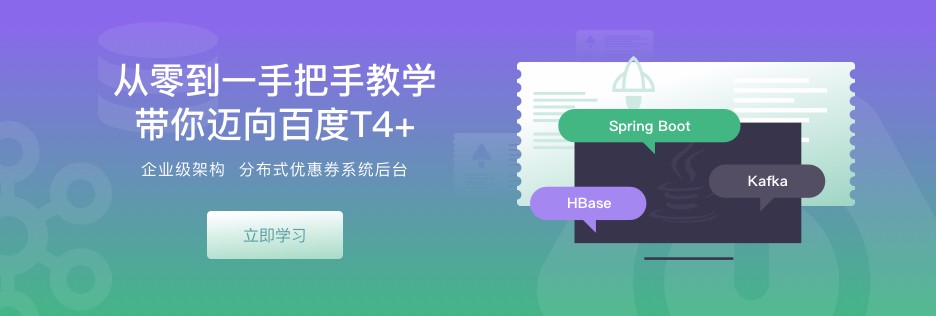 从零到一手把手教学
带你迈向百度T4+
企业级架构 分布式优惠券系统后台
立即学习
Spring Boot
Kafka
HBase